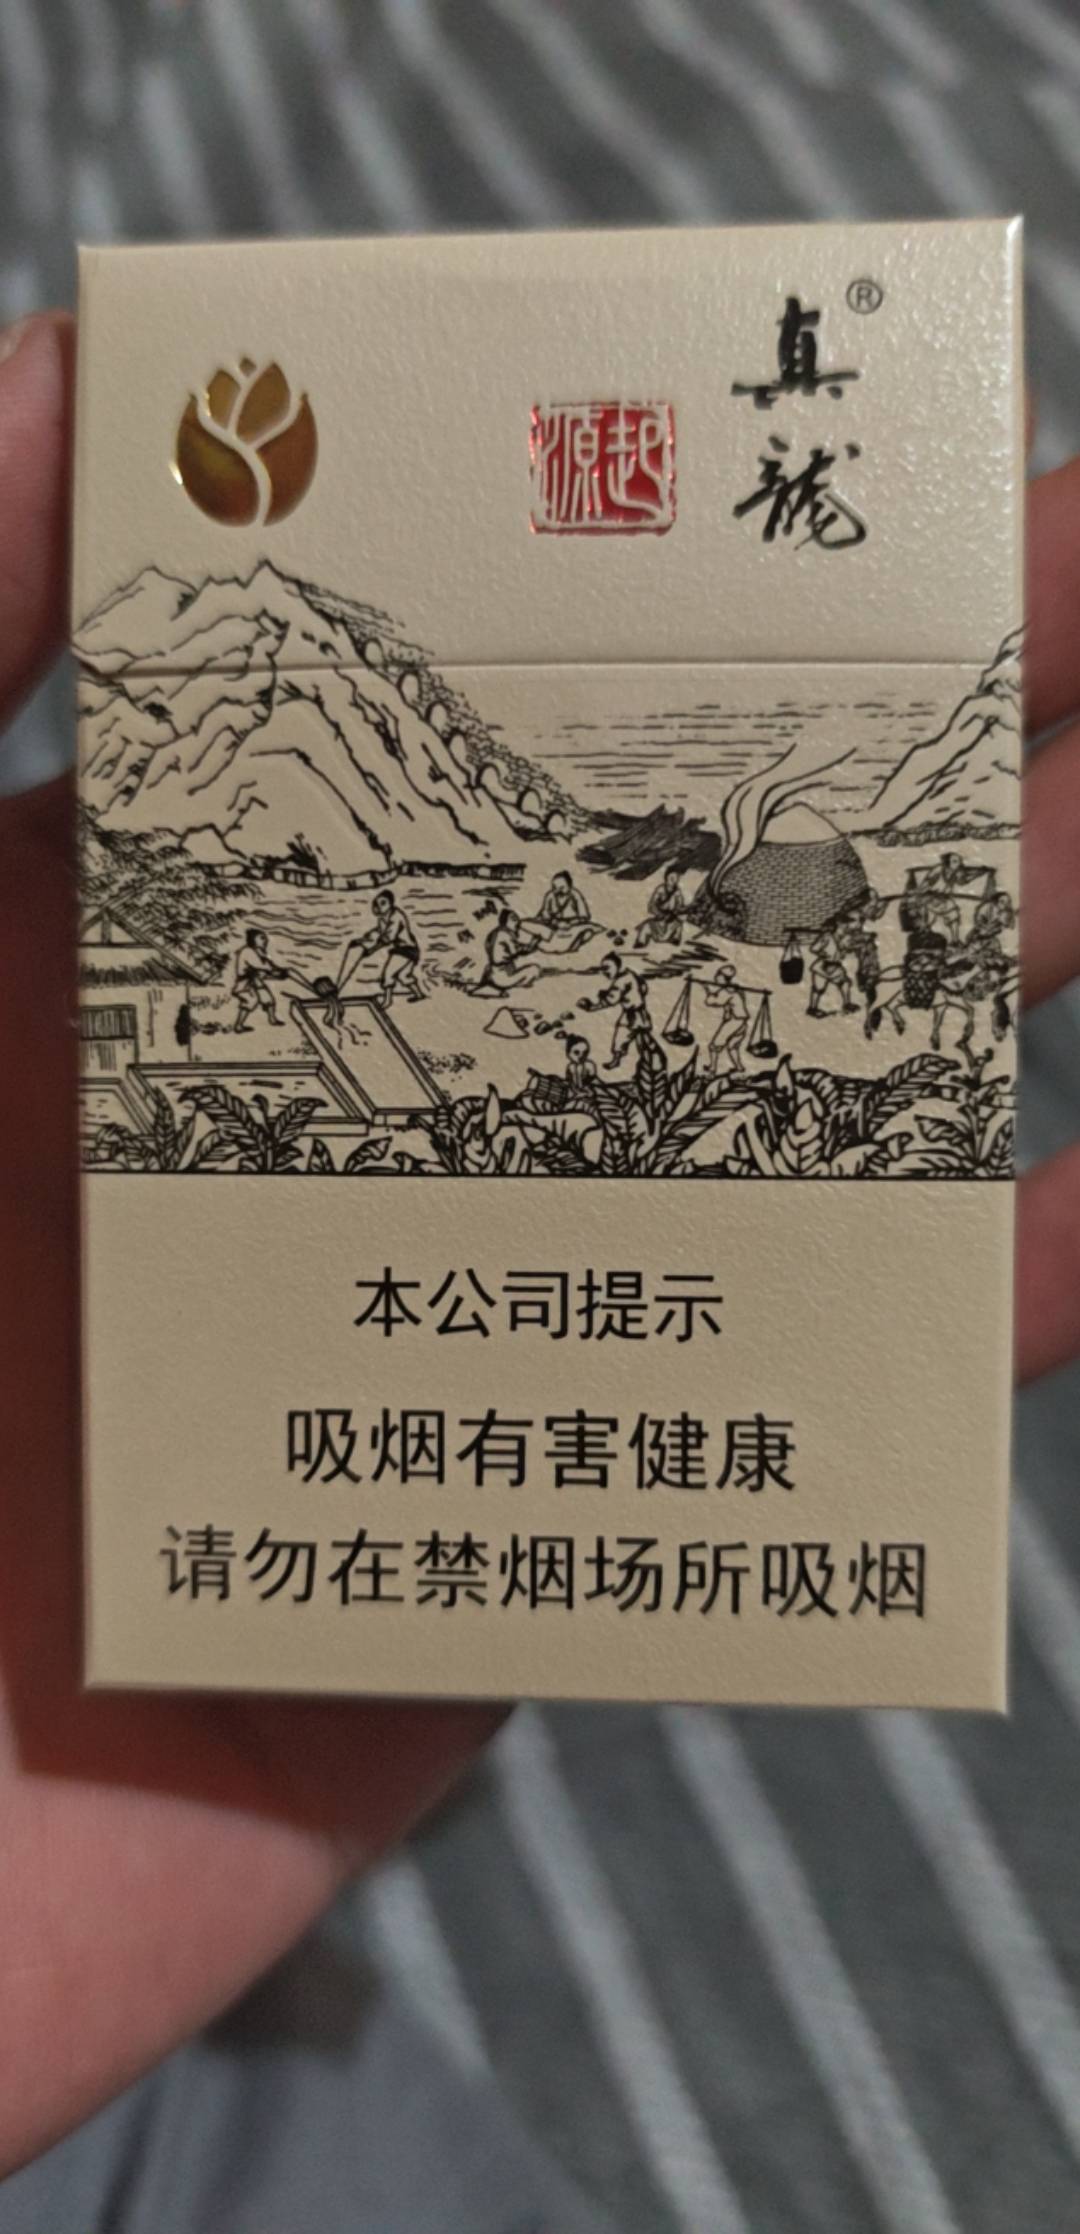 真龍®
起源
本公司提示
吸烟有害健康
请勿在禁烟场所吸烟